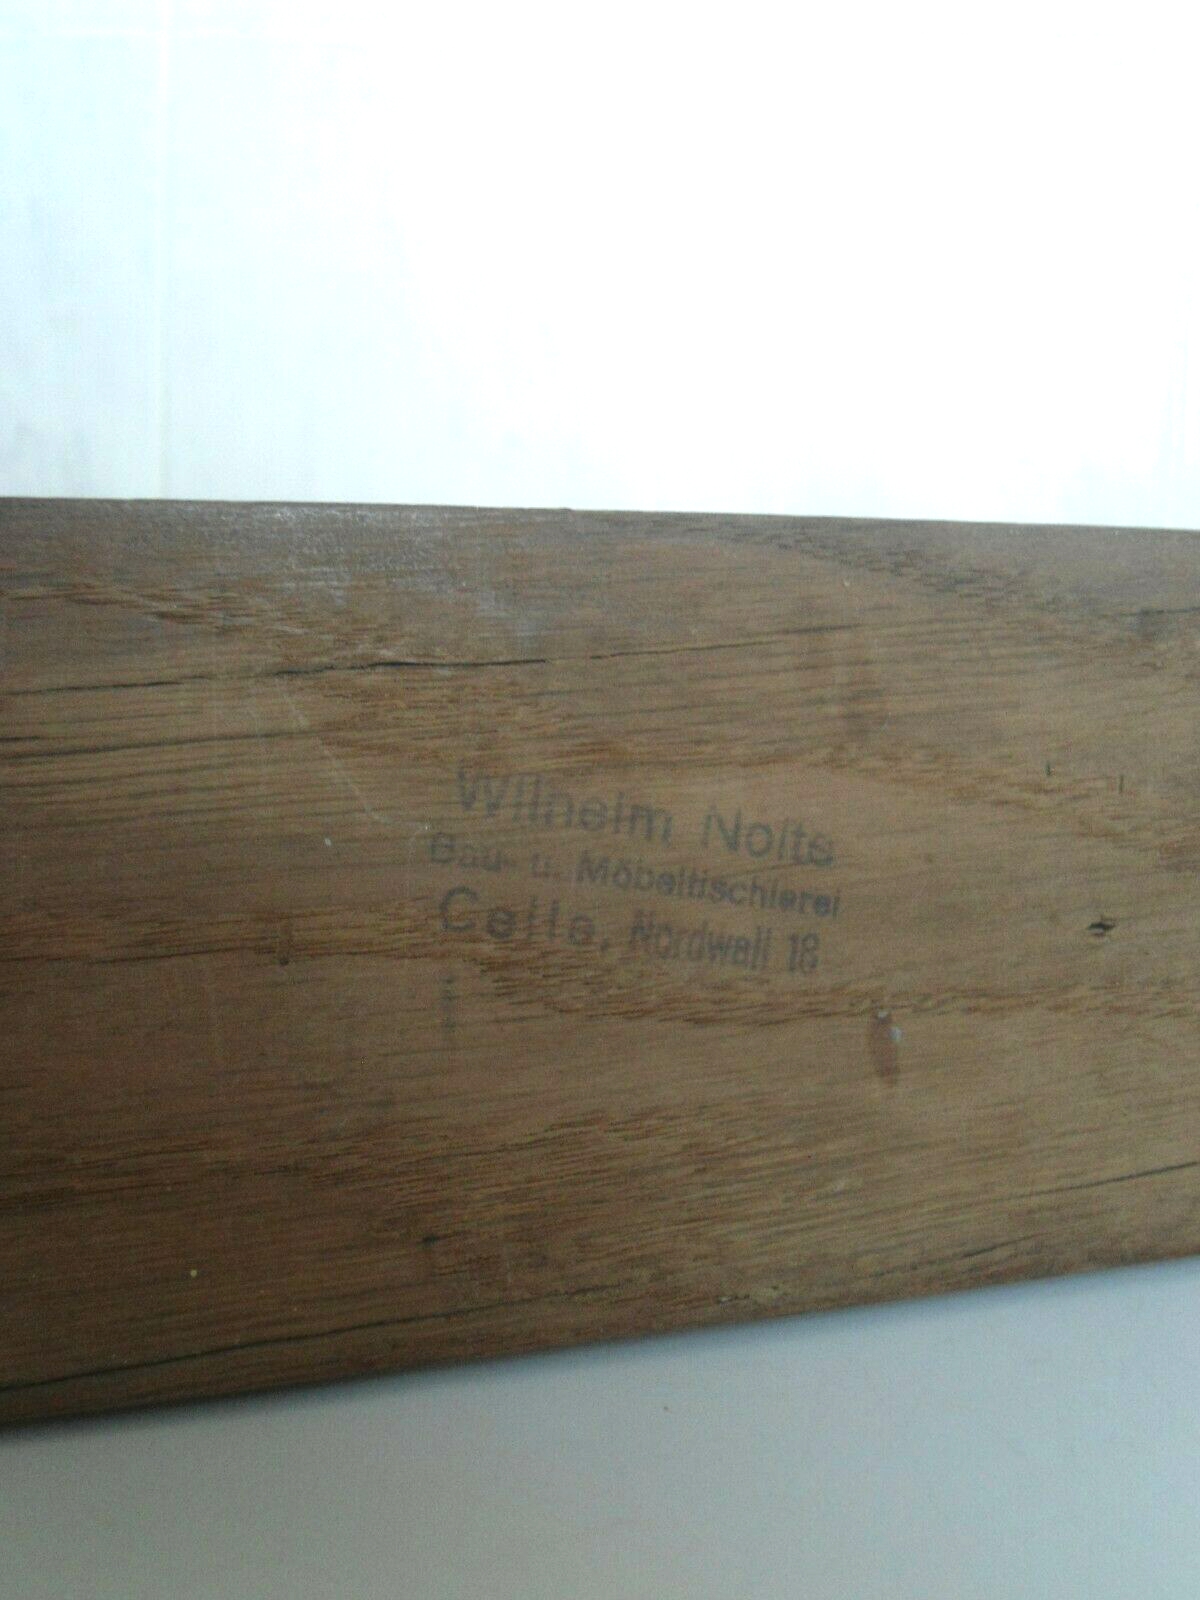 Wilhelm Nolte
Bau- u. Möbeltischlerei
Celle, Nordwall 18